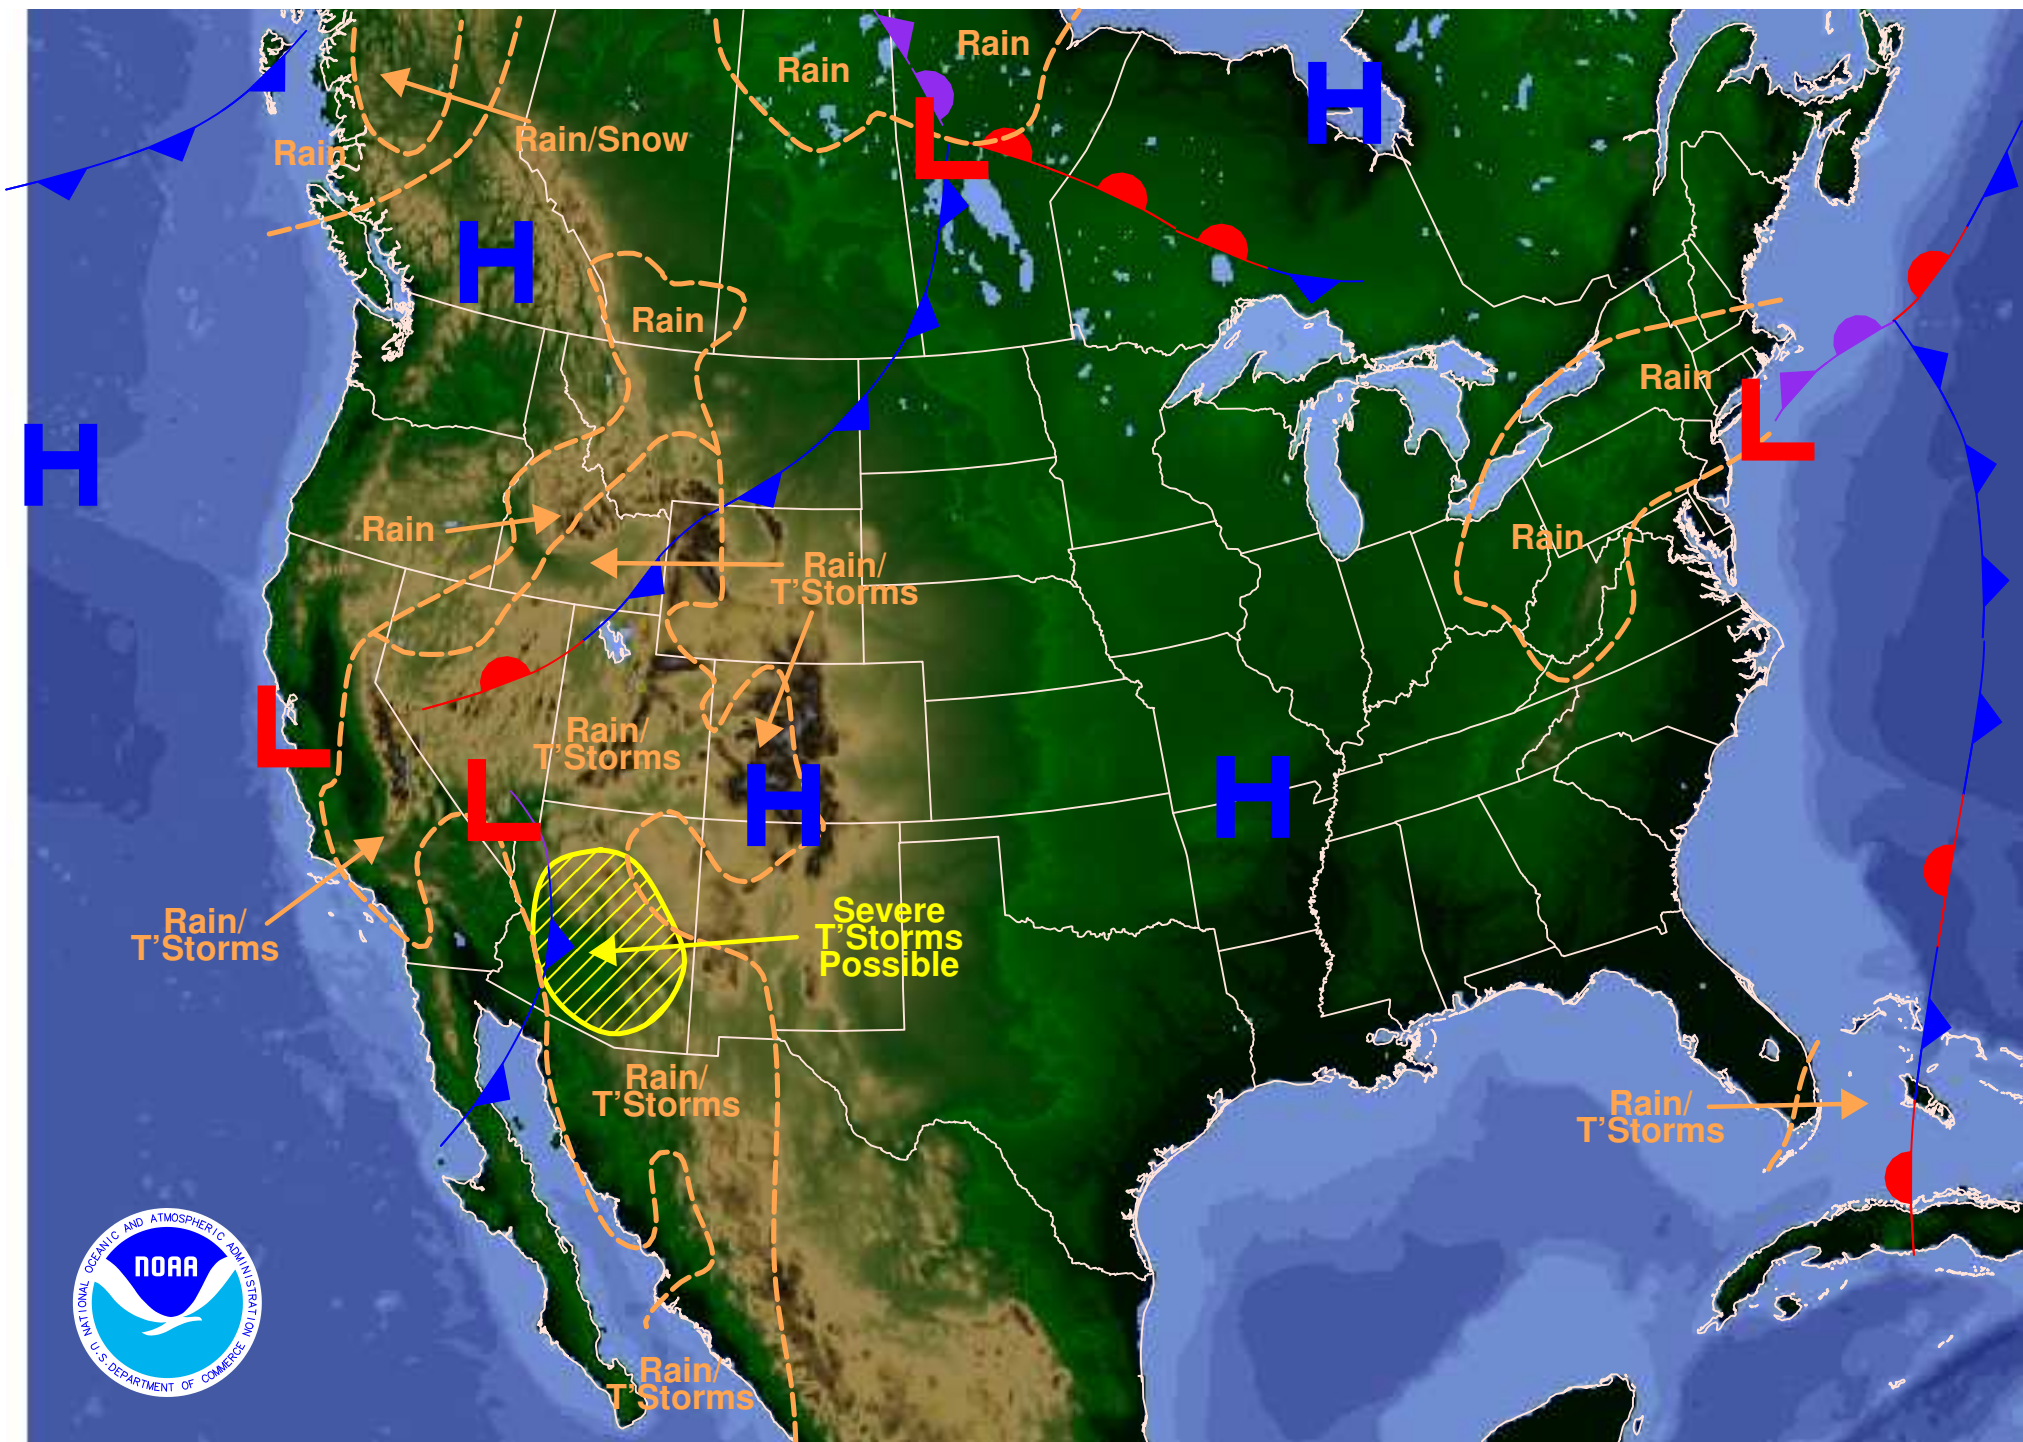 Rain
Rain
Rain/Snow
Rain
H
L
H
Rain
L
Rain
H
Rain
Rain
Rain/
T'Storms
Rain/
T'Storms
L
L
H
H
Rain/
T'Storms
Severe
T'Storms
Possible
Rain/
T'Storms
Rain/
T'Storms
Rain/
T'Storms
NATIONAL OCEANIC AND ATMOSPHERIC ADMINISTRATION
NOAA
U.S. DEPARTMENT OF COMMERCE